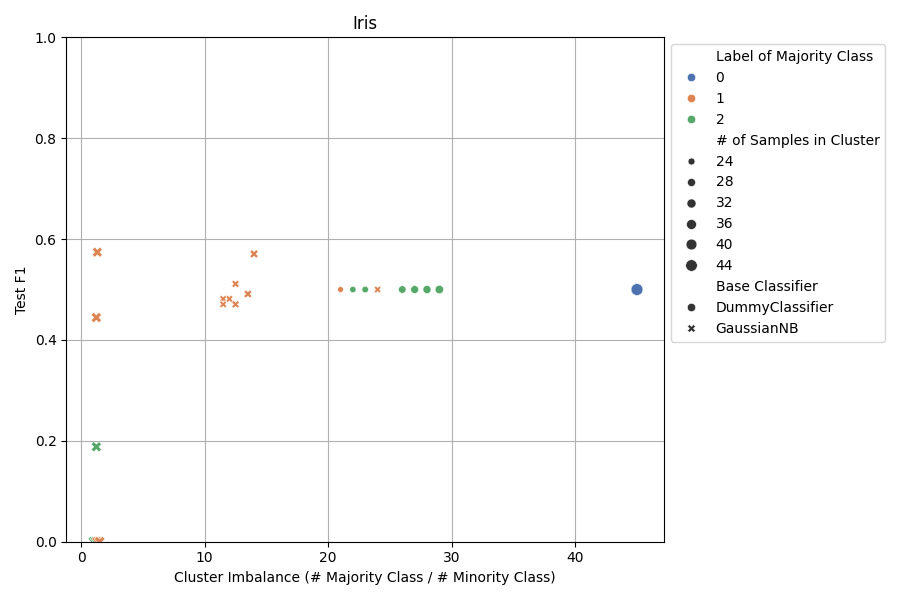 Iris
Test F1
1.0
0.8
0.6
0.4
0.2
0.0
0
10
20
30
40
Cluster Imbalance (# Majority Class / # Minority Class)
Label of Majority Class
0
1
2
# of Samples in Cluster
24
28
32
36
40
44
Base Classifier
DummyClassifier
GaussianNB